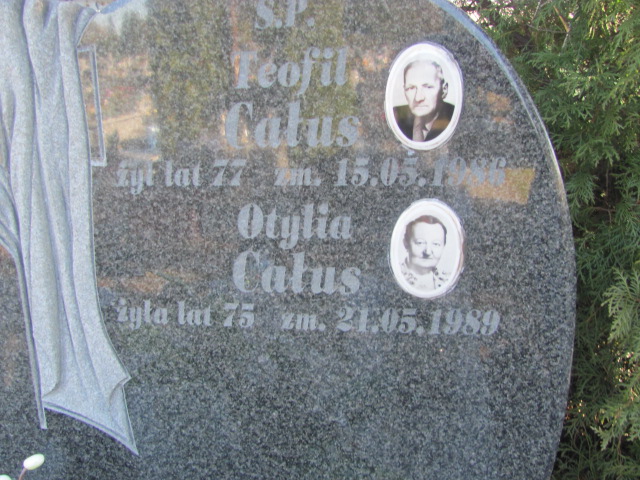 Ś.P.
Teofil
Całus
żył lat 77 zm. 15.05.1986
Otylia
Całus
żyła lat 75 zm. 21.05.1989